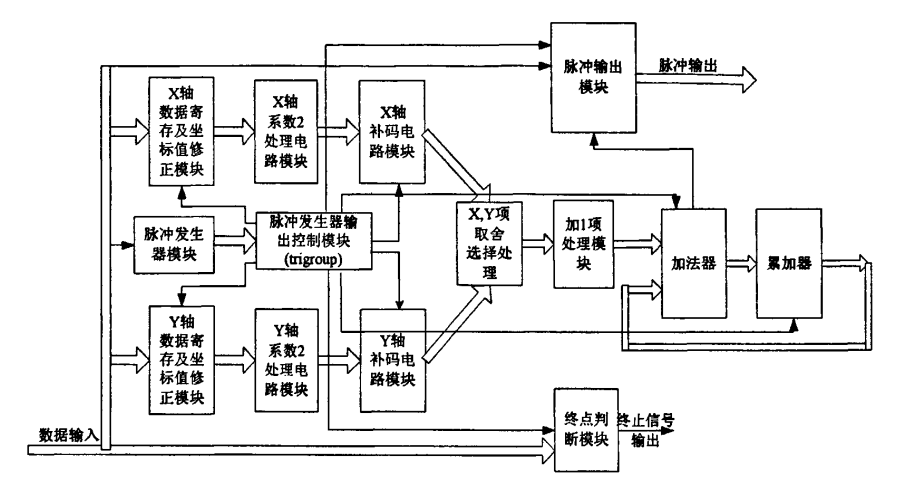 脉冲输出
模块
脉冲输出
X轴
数据寄
存及坐
标值修
正模块
X轴
系数2
处理电
路模块
X轴
补码电
路模块
脉冲发生
器模块
脉冲发生器输
出控制模块
(trigroup)
X,Y项
取舍
选择处
理
加1项
处理模
块
加法器
累加器
Y轴
数据寄
存及坐
标值修
正模块
Y轴
系数2
处理电
路模块
Y轴
补码电
路模块
数据输入
终点判
断模块
终止信号
输出